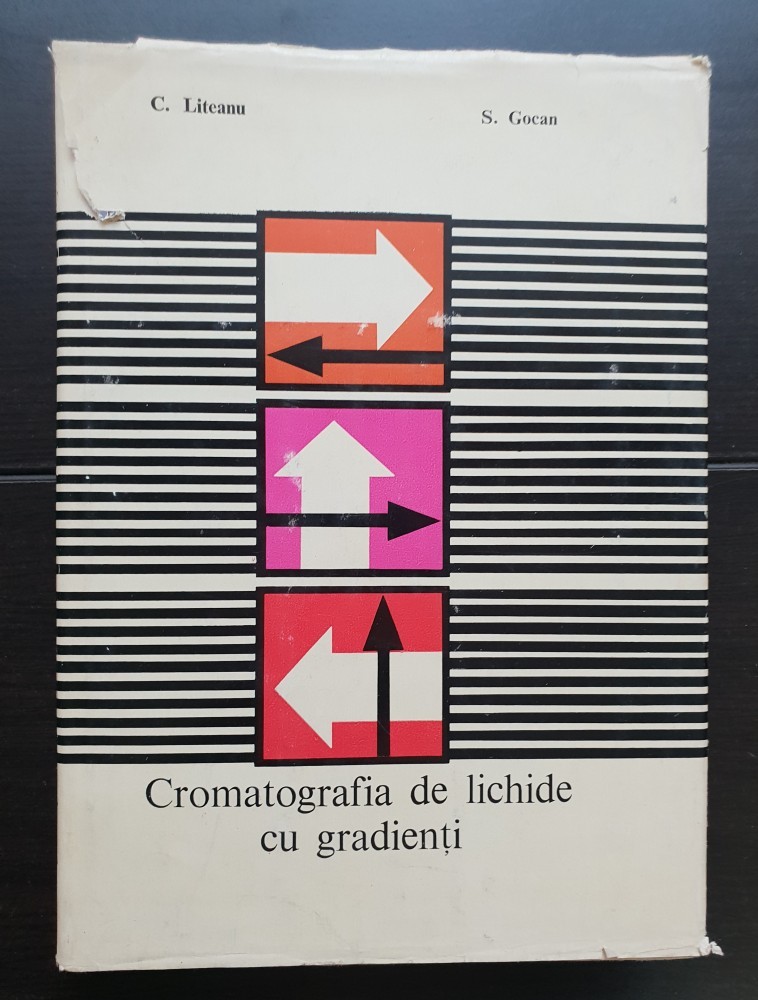 C. Liteanu
S. Gocan
Cromatografia de lichide
cu gradienți